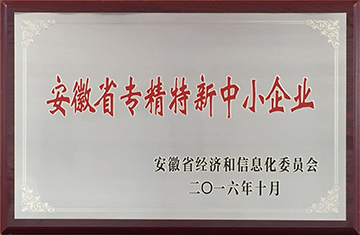 安徽省专精特新中小企业
安徽省经济和信息化委员会
二〇一六年十月